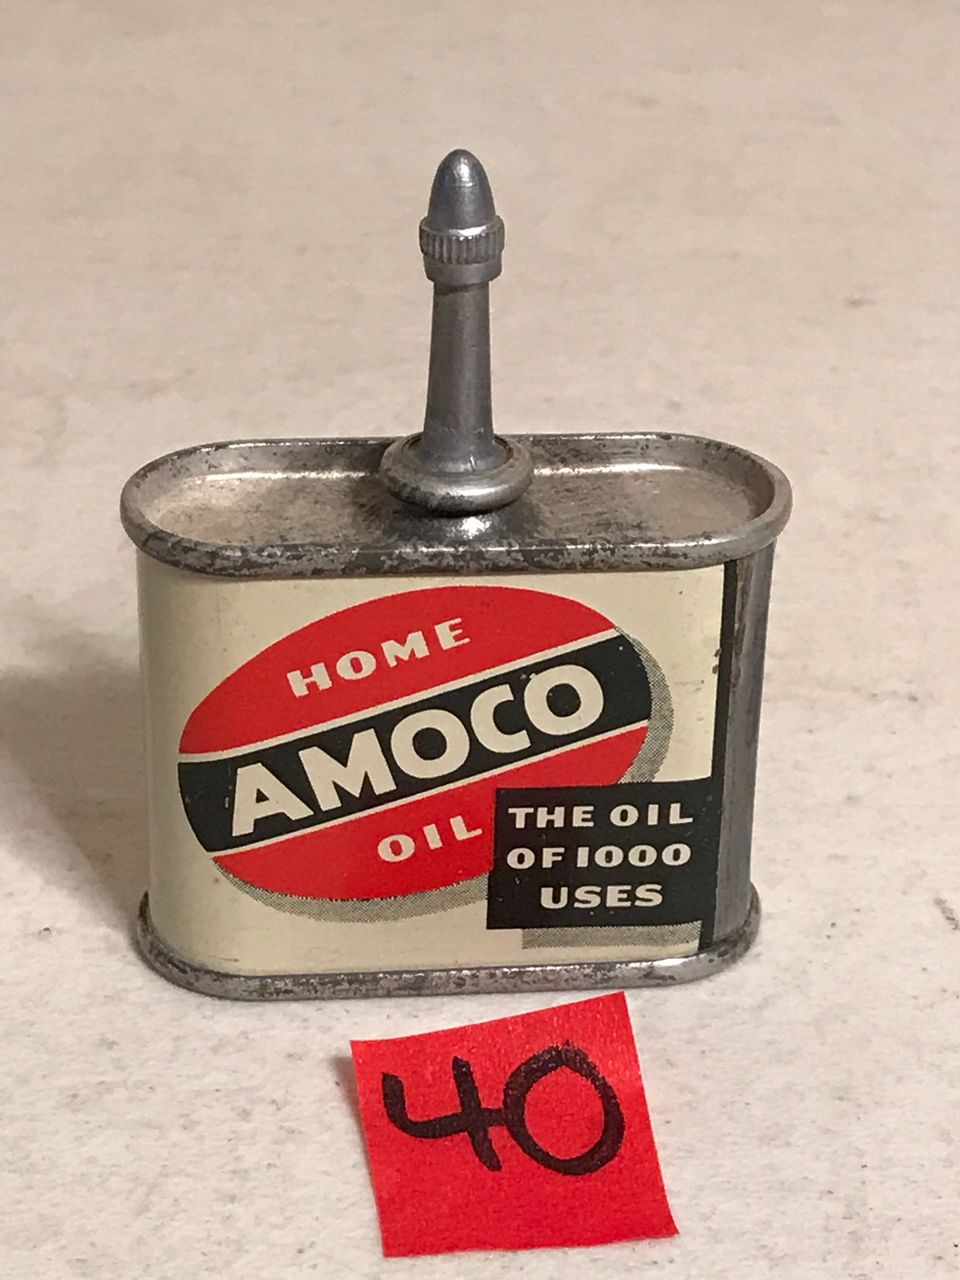 HOME
AMOCO
OIL
THE OIL
OF 1000
USES
40